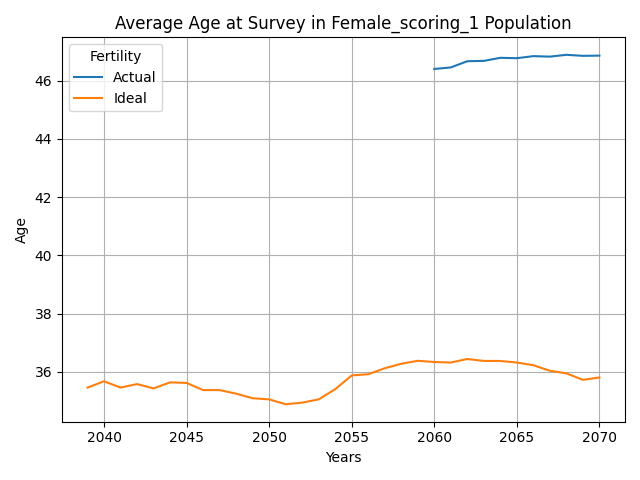 Average Age at Survey in Female_scoring_1 Population
Fertility
Actual
Ideal
46
44
42
40
38
36
Age
2040 2045 2050 2055 2060 2065 2070
Years